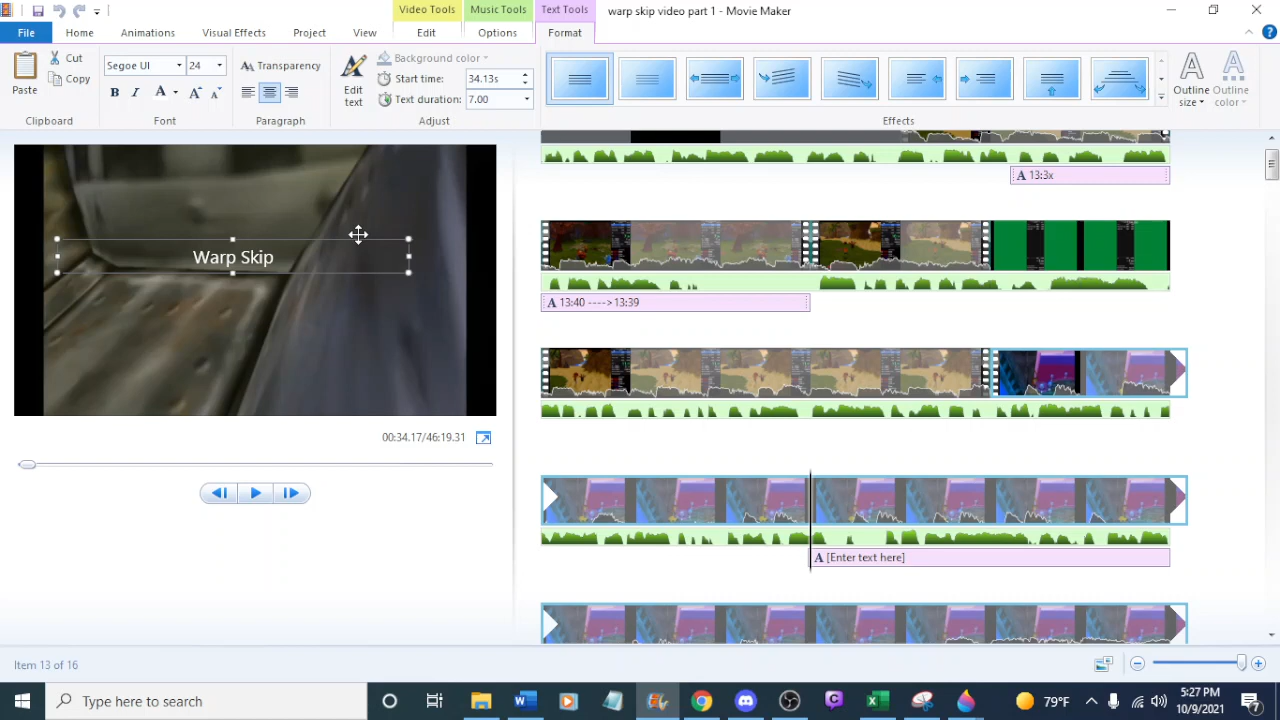 Video Tools
Music Tools
Text Tools
warp skip video part 1 - Movie Maker
File
Home
Animations
Visual Effects
Project
View
Edit
Options
Format
Paste
Cut
Copy
Clipboard
Segoe UI
24
B I A A A
Font
Transparency
Paragraph
Edit text
Background color
Start time: 34.13s
Text duration: 7.00
Adjust
Effects
A
Outline size
A
Outline color
A 13:3x
Warp Skip
A 13:40 ----> 13:39
00:34.17/46:19.31
A [Enter text here]
Item 13 of 16
Type here to search
79°F
5:27 PM
10/9/2021
7